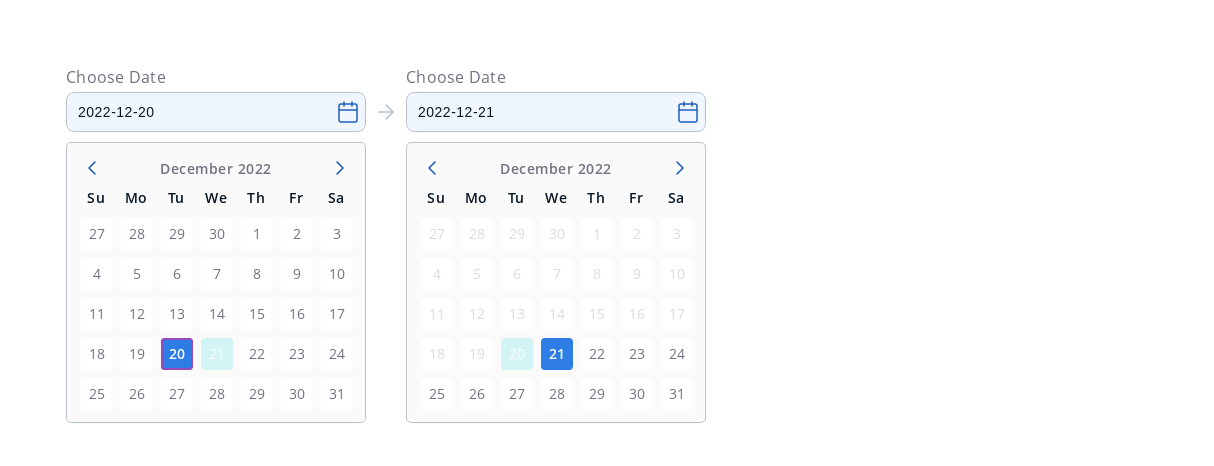 Choose Date
2022-12-20
December 2022
Su Mo Tu We Th Fr Sa
27 28 29 30 1 2 3
4 5 6 7 8 9 10
11 12 13 14 15 16 17
18 19 20 21 22 23 24
25 26 27 28 29 30 31
Choose Date
2022-12-21
December 2022
Su Mo Tu We Th Fr Sa
27 28 29 30 1 2 3
4 5 6 7 8 9 10
11 12 13 14 15 16 17
18 19 20 21 22 23 24
25 26 27 28 29 30 31